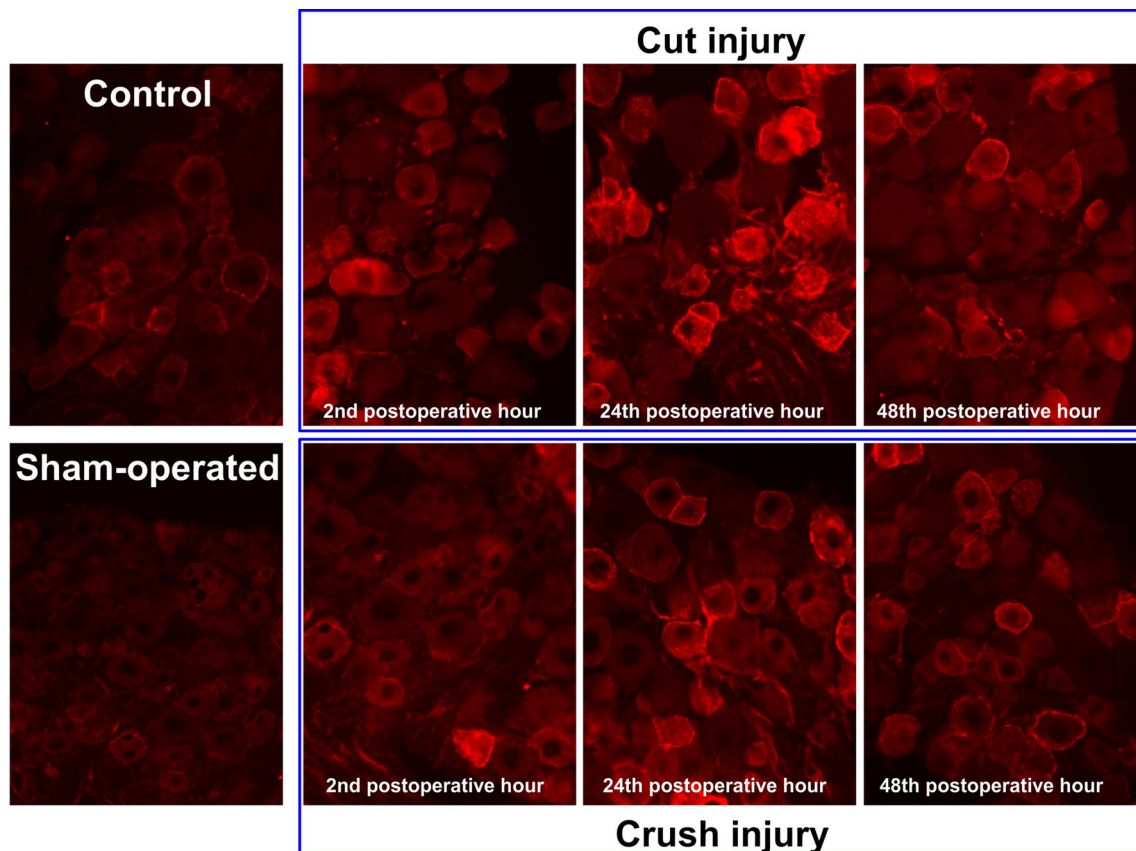 Cut injury
Control
2nd postoperative hour
24th postoperative hour
48th postoperative hour
Sham-operated
2nd postoperative hour
24th postoperative hour
48th postoperative hour
Crush injury